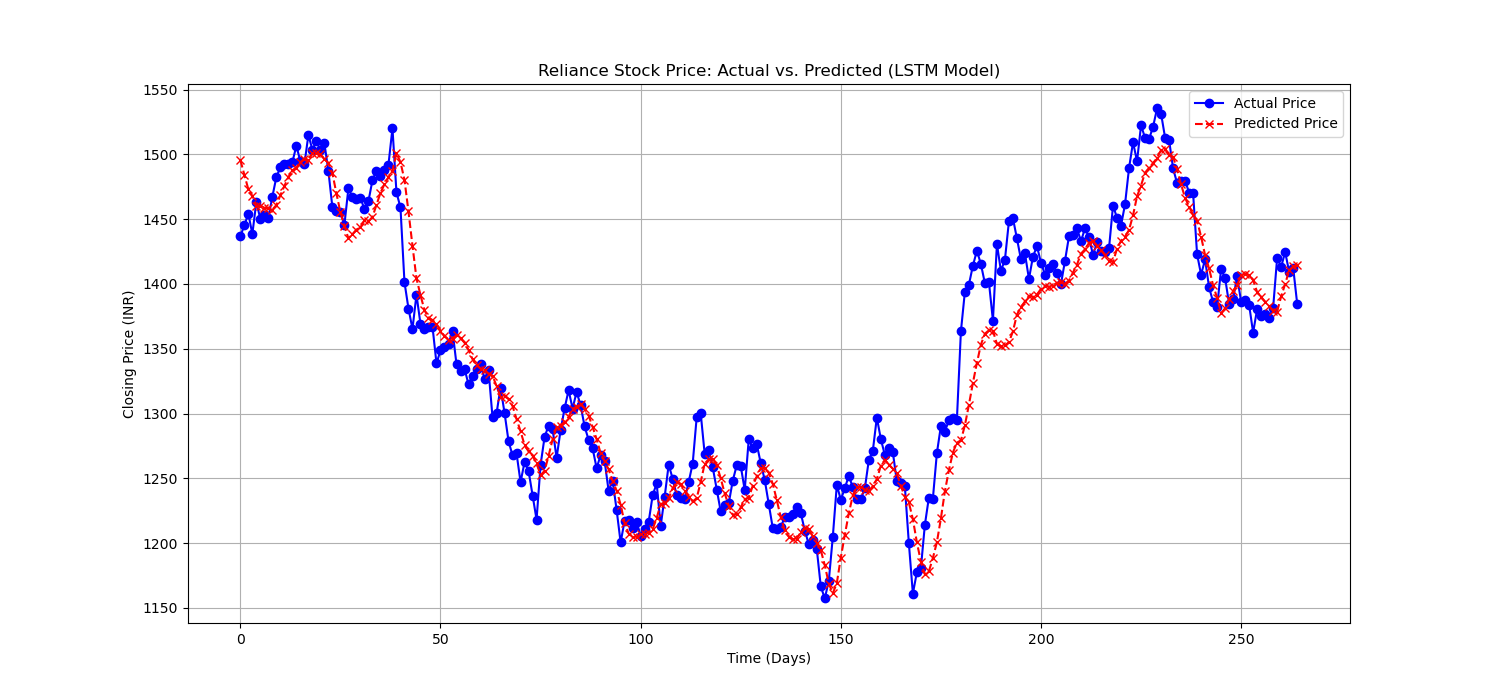 Reliance Stock Price: Actual vs. Predicted (LSTM Model)
Actual Price
Predicted Price
Closing Price (INR)
1550
1500
1450
1400
1350
1300
1250
1200
1150
0 50 100 150 200 250
Time (Days)